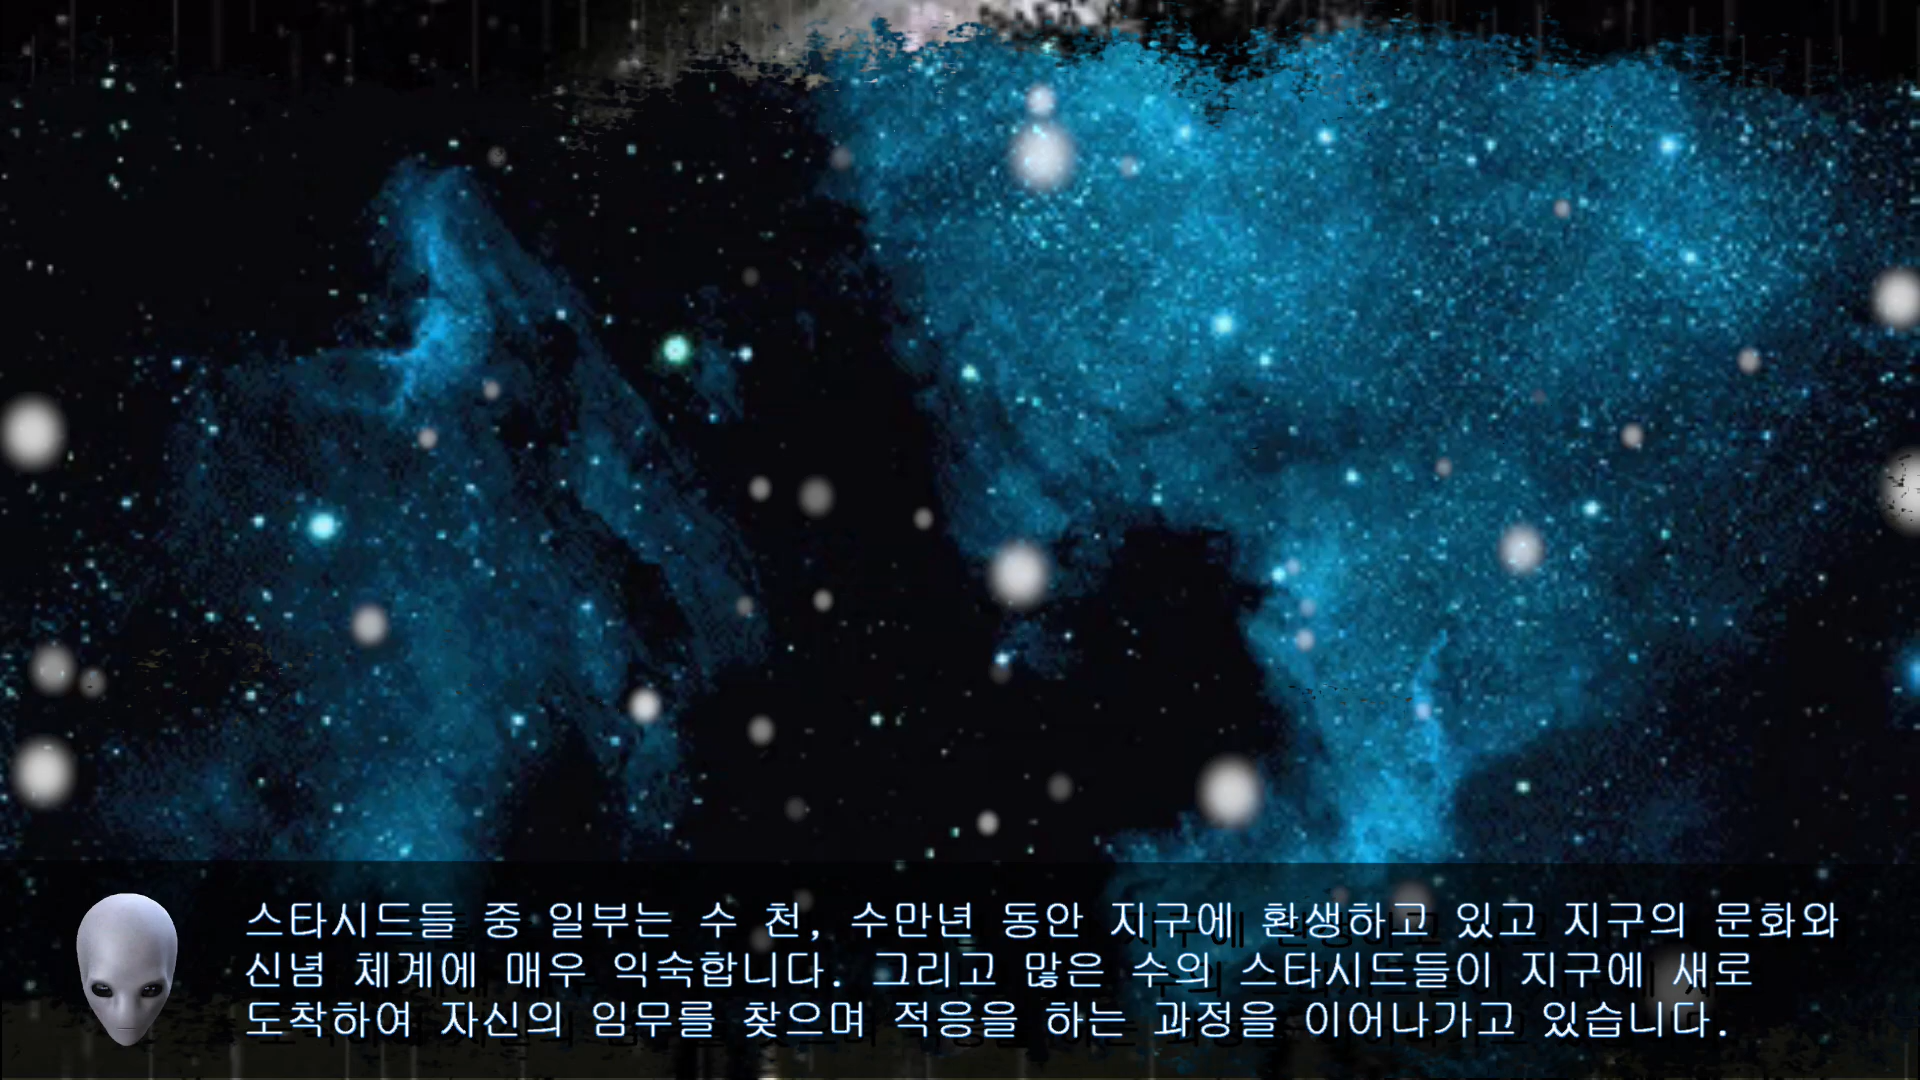 스타시드들 중 일부는 수 천, 수만년 동안 지구에 환생하고 있고 지구의 문화와
신념 체계에 매우 익숙합니다. 그리고 많은 수의 스타시드들이 지구에 새로
도착하여 자신의 임무를 찾으며 적응을 하는 과정을 이어나가고 있습니다.